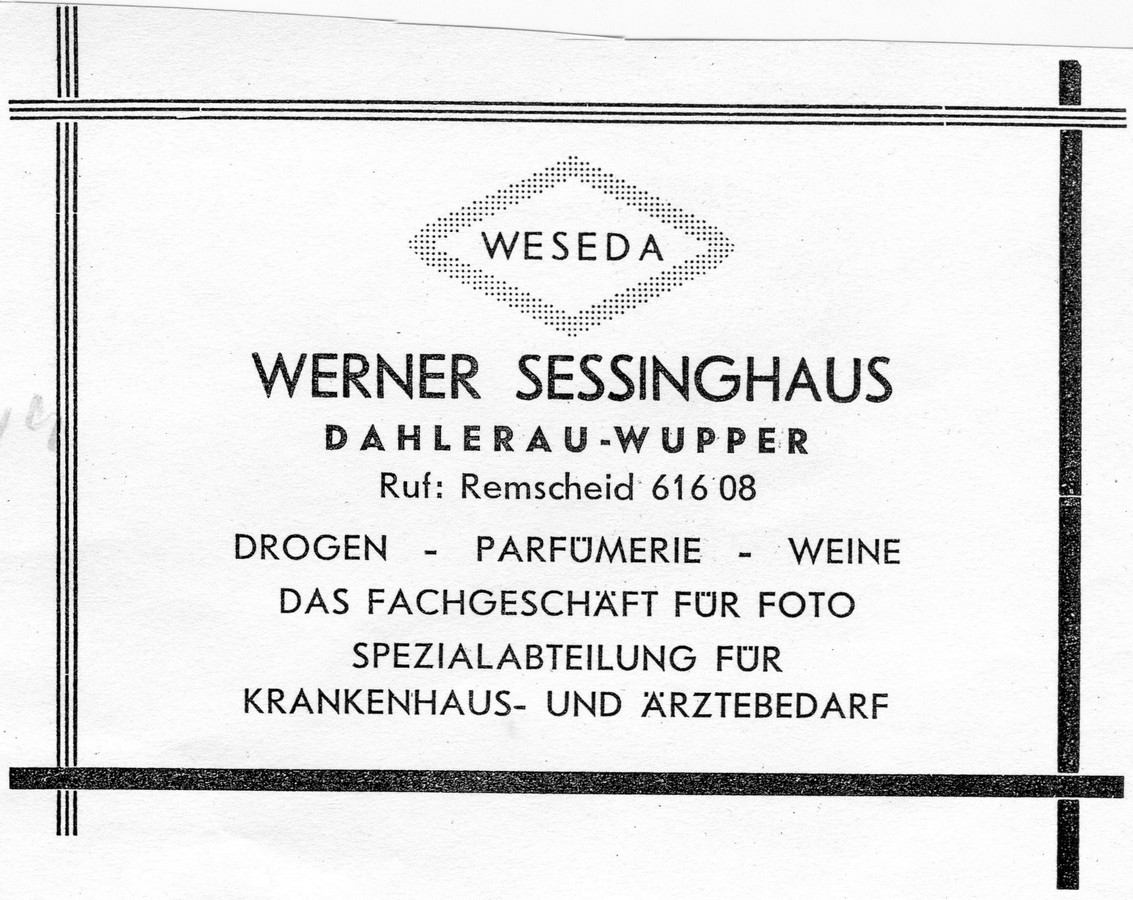 WESEDA
WERNER SESSINGHAUS
DAHLERAU-WUPPER
Ruf: Remscheid 616 08
DROGEN - PARFÜMERIE - WEINE
DAS FACHGESCHÄFT FÜR FOTO
SPEZIALABTEILUNG FÜR
KRANKENHAUS- UND ÄRZTEBEDARF